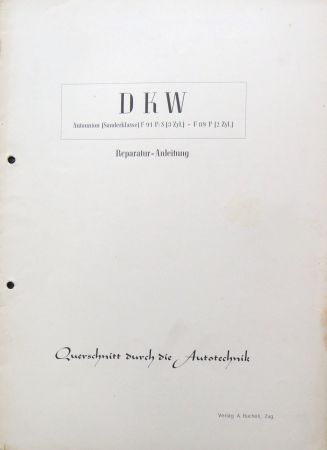 DKW
Autounion (Sonderklasse) F 91 P/S (3 Zyl.) - F 89 P (2 Zyl.)
Reparatur-Anleitung
Querschnitt durch die Autotechnik
Verlag A. Bucheli, Zug.